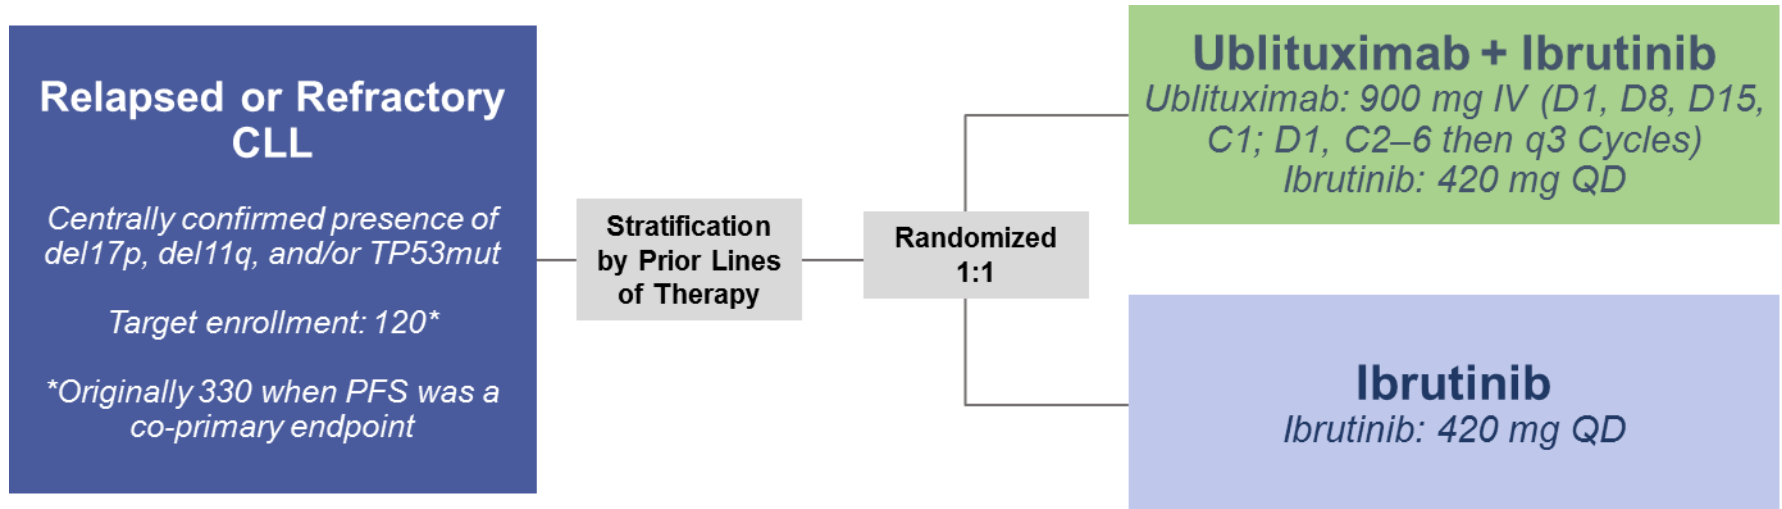 Relapsed or Refractory
CLL
Centrally confirmed presence of
del17p, del11q, and/or TP53mut
Target enrollment: 120*
*Originally 330 when PFS was a
co-primary endpoint
Stratification
by Prior Lines
of Therapy
Randomized
1:1
Ublituximab + Ibrutinib
Ublituximab: 900 mg IV (D1, D8, D15,
C1; D1, C2–6 then q3 Cycles)
Ibrutinib: 420 mg QD
Ibrutinib
Ibrutinib: 420 mg QD